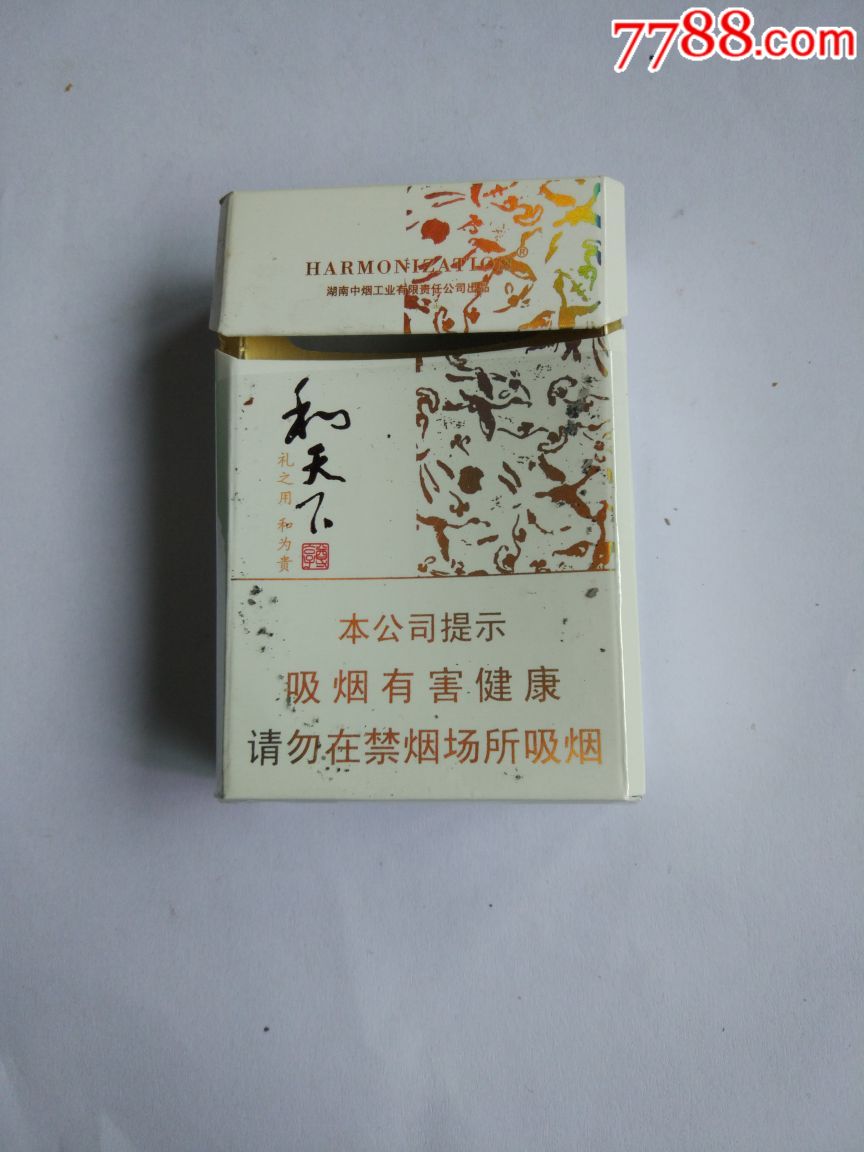 7788.com
HARMONIZATION®
湖南中烟工业有限责任公司出品
和天下
礼之用 和为贵
尊享
本公司提示
吸烟有害健康
请勿在禁烟场所吸烟